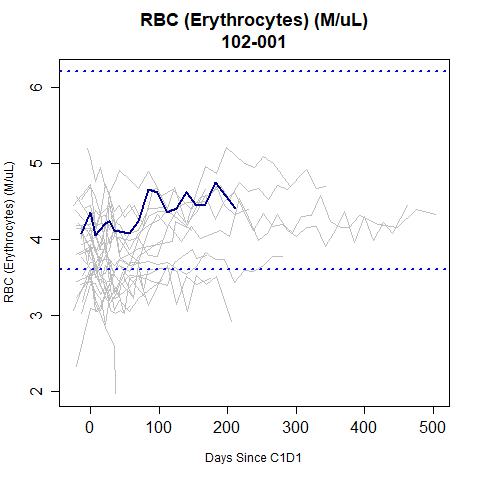 RBC (Erythrocytes) (M/uL)
102-001
RBC (Erythrocytes) (M/uL)
6
5
4
3
2
0 100 200 300 400 500
Days Since C1D1